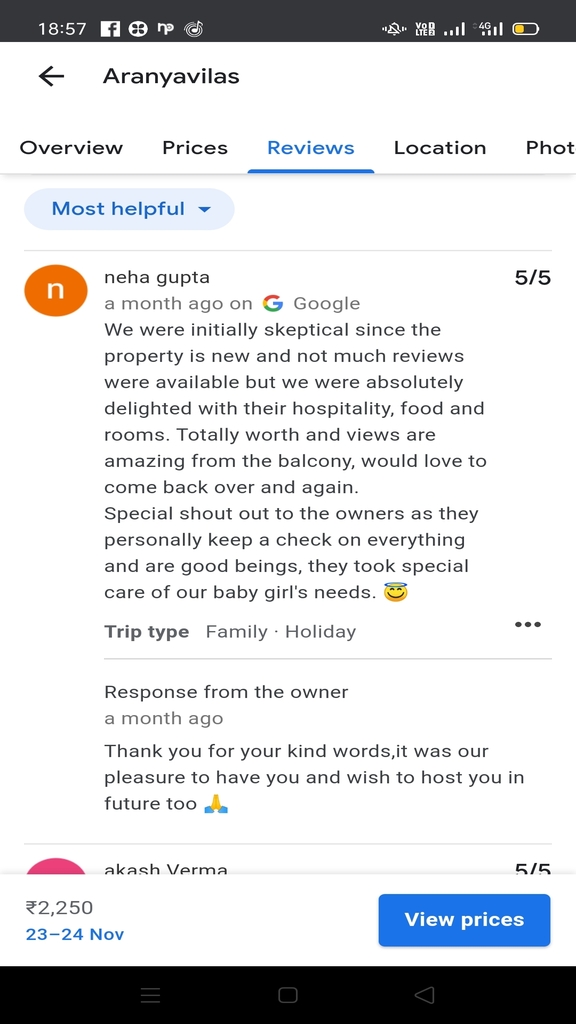 18:57
Aranyavilas
Overview Prices Reviews Location Phot
Most helpful
n
neha gupta 5/5
a month ago on G Google
We were initially skeptical since the
property is new and not much reviews
were available but we were absolutely
delighted with their hospitality, food and
rooms. Totally worth and views are
amazing from the balcony, would love to
come back over and again.
Special shout out to the owners as they
personally keep a check on everything
and are good beings, they took special
care of our baby girl's needs. 😇
Trip type Family · Holiday
Response from the owner
a month ago
Thank you for your kind words,it was our
pleasure to have you and wish to host you in
future too 🙏
akash Verma 5/5
₹2,250
23–24 Nov
View prices